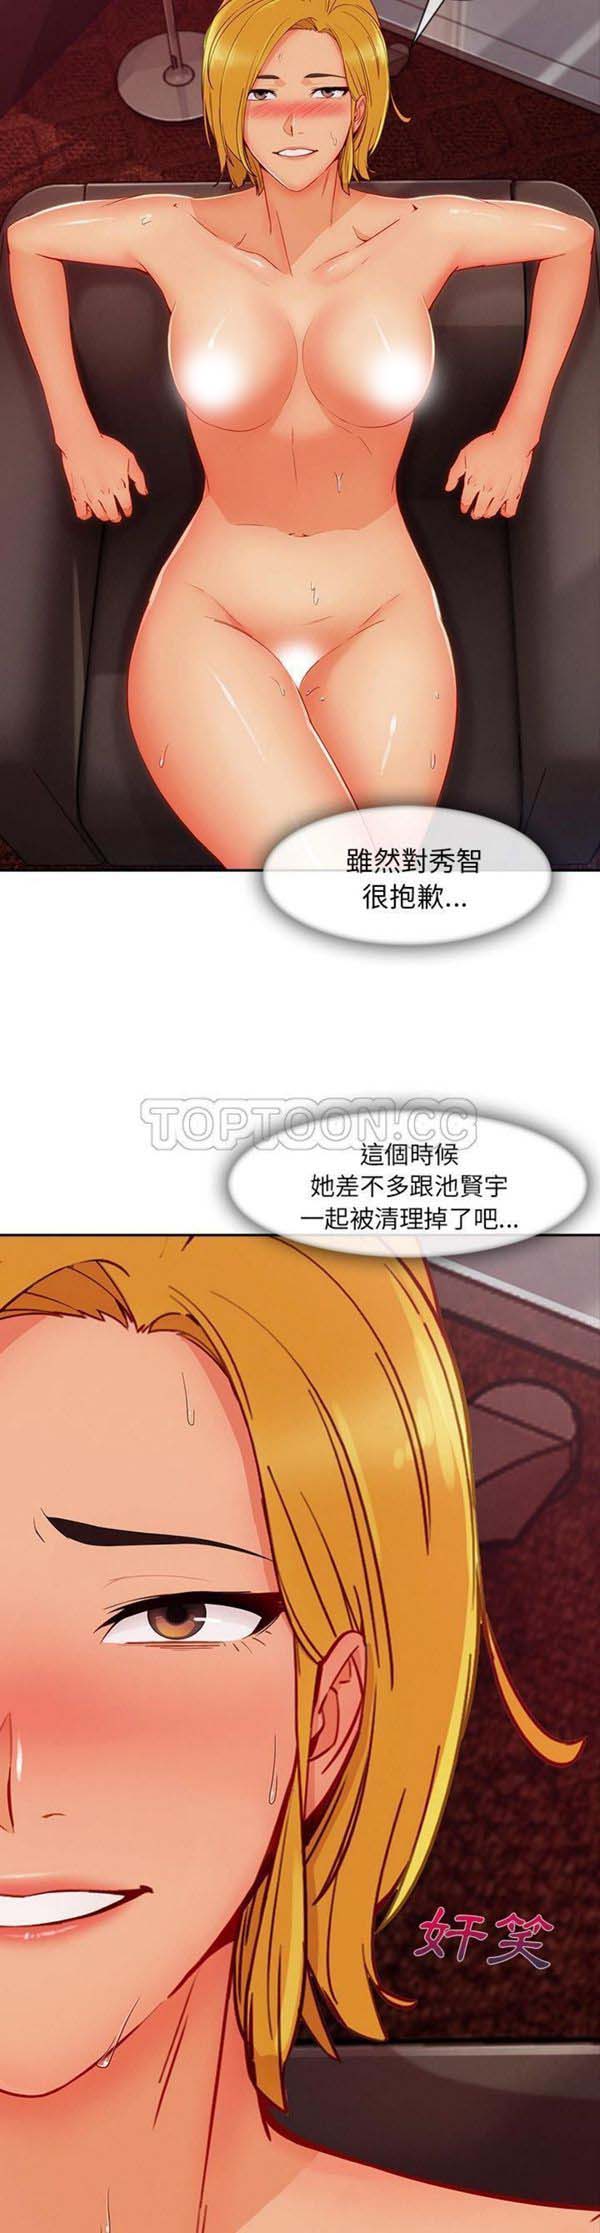 雖然對秀智
很抱歉...
TOPTOON.CC
這個時候
她差不多跟池賢宇
一起被清理掉了吧...
奸笑